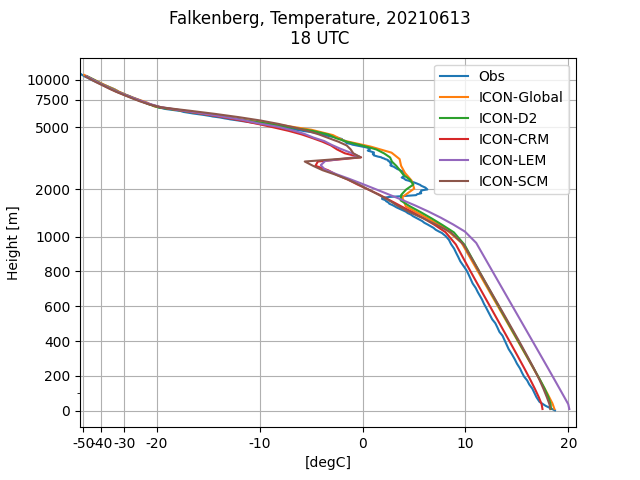 Falkenberg, Temperature, 20210613
18 UTC
Obs
ICON-Global
ICON-D2
ICON-CRM
ICON-LEM
ICON-SCM
Height [m]
10000
7500
5000
2000
1000
800
600
400
200
0
-50 -40 -30 -20 -10 0 10 20
[degC]